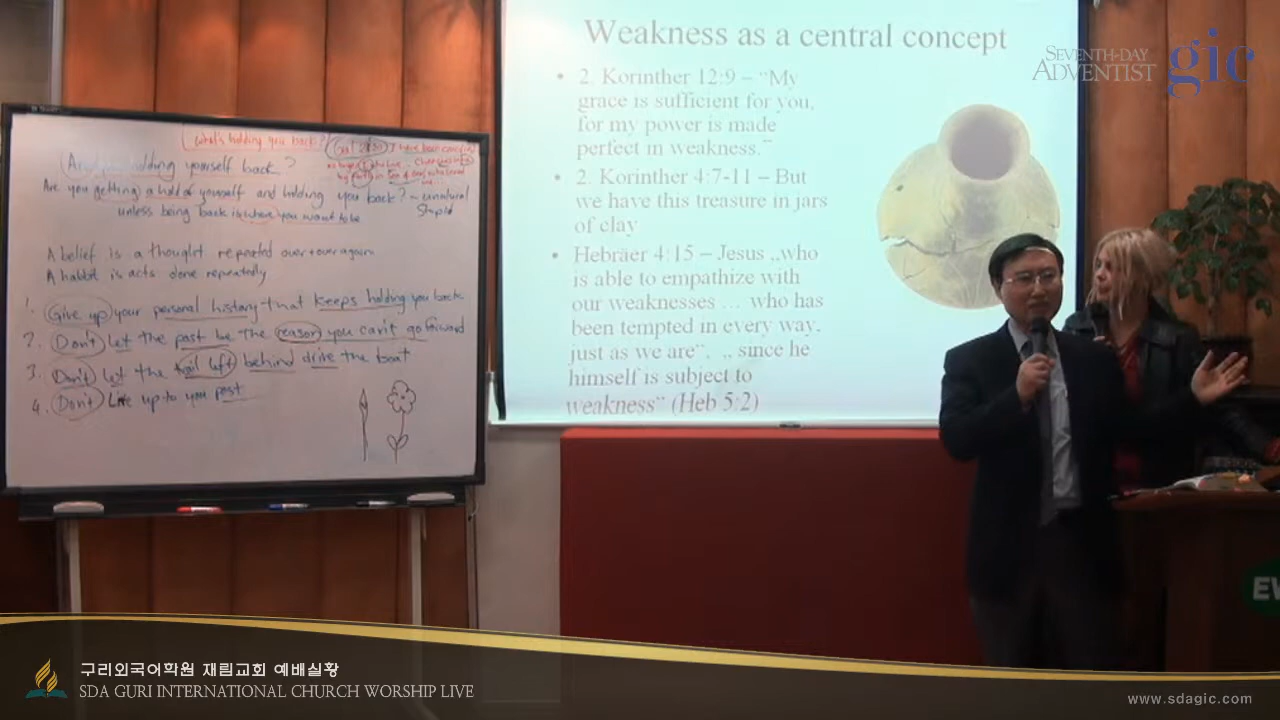 What's holding you back?
Are you holding yourself back?
Are you getting a hold of yourself and holding you back? - unnatural
Stupid
unless being back is where you want to be
A belief is a thought repeated over + over again
A habbit is acts done repeatedly
1. Give up your personal history that keeps holding you back
2. Don't let the past be the reason you can't go forward
3. Don't let the trail left behind drive the boat
4. Don't Live up to you past
Weakness as a central concept
• 2. Korinther 12:9 – "My
grace is sufficient for you,
for my power is made
perfect in weakness."
• 2. Korinther 4:7-11 – But
we have this treasure in jars
of clay
• Hebräer 4:15 – Jesus „who
is able to empathize with
our weaknesses … who has
been tempted in every way,
just as we are“. „ since he
himself is subject to
weakness“ (Heb 5:2)
SEVENTH-DAY
ADVENTIST gic
EV
구리외국어학원 재림교회 예배실황
SDA GURI INTERNATIONAL CHURCH WORSHIP LIVE
www.sdagic.com